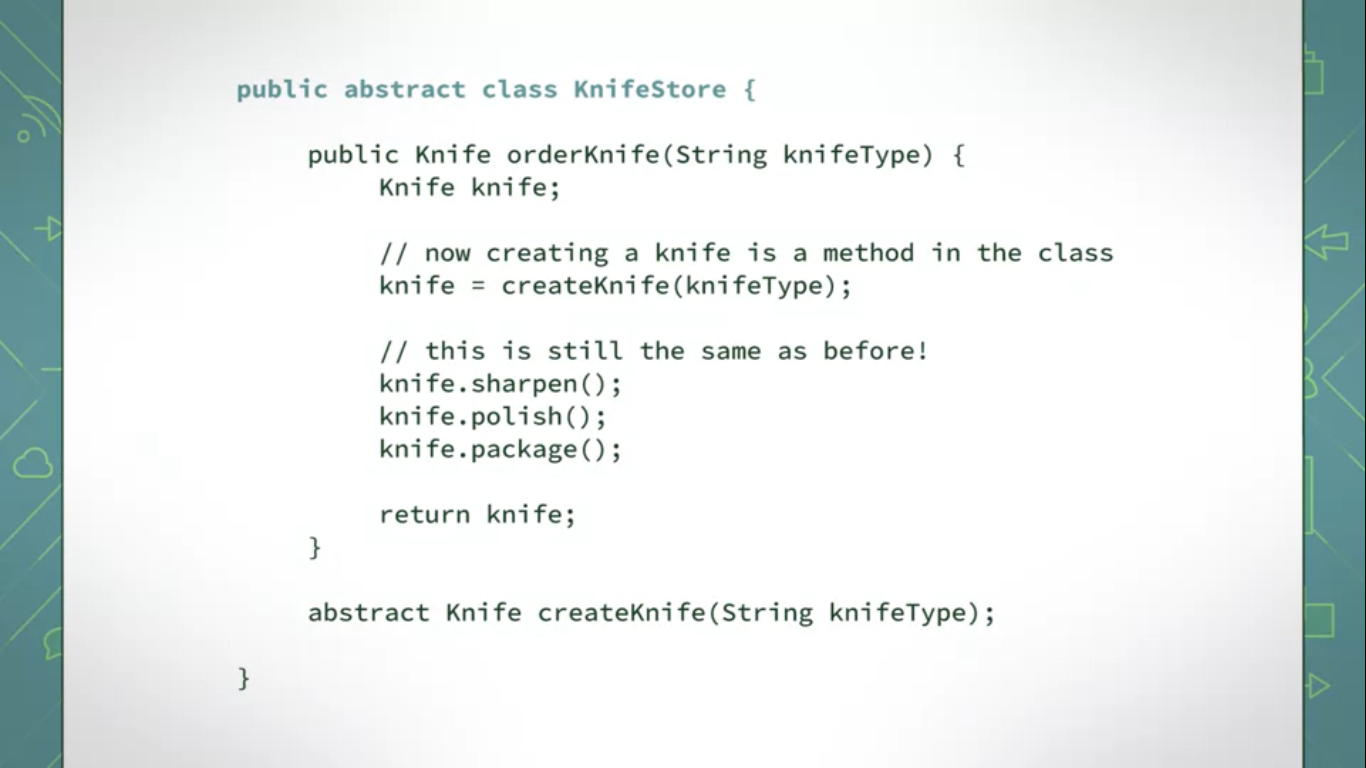 public abstract class KnifeStore {
public Knife orderKnife(String knifeType) {
Knife knife;
// now creating a knife is a method in the class
knife = createKnife(knifeType);
// this is still the same as before!
knife.sharpen();
knife.polish();
knife.package();
return knife;
}
abstract Knife createKnife(String knifeType);
}